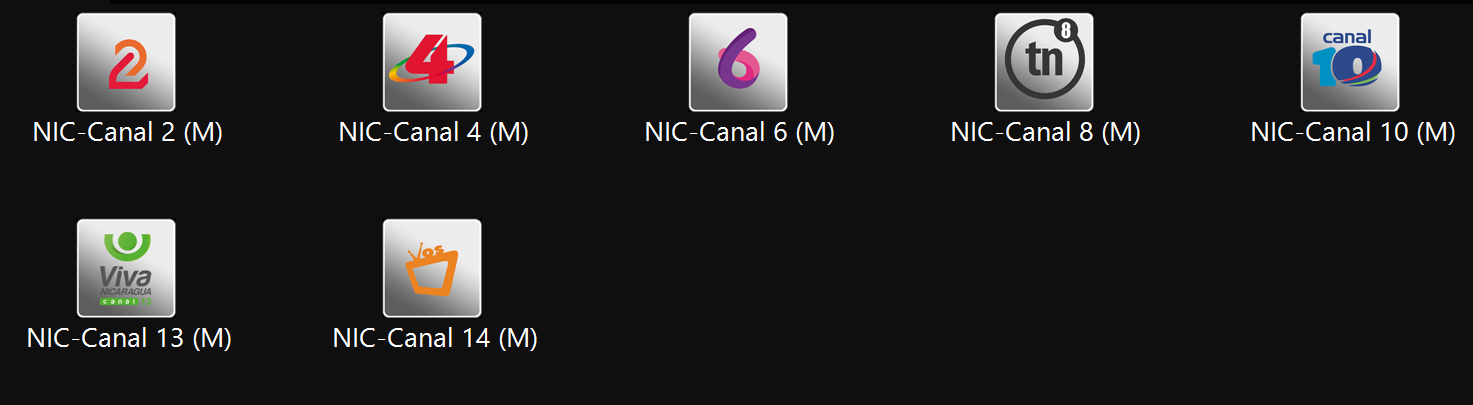 2
4
6
tn 8
canal
10
NIC-Canal 2 (M)
NIC-Canal 4 (M)
NIC-Canal 6 (M)
NIC-Canal 8 (M)
NIC-Canal 10 (M)
Viva
NICARAGUA
canal 13
vos
NIC-Canal 13 (M)
NIC-Canal 14 (M)